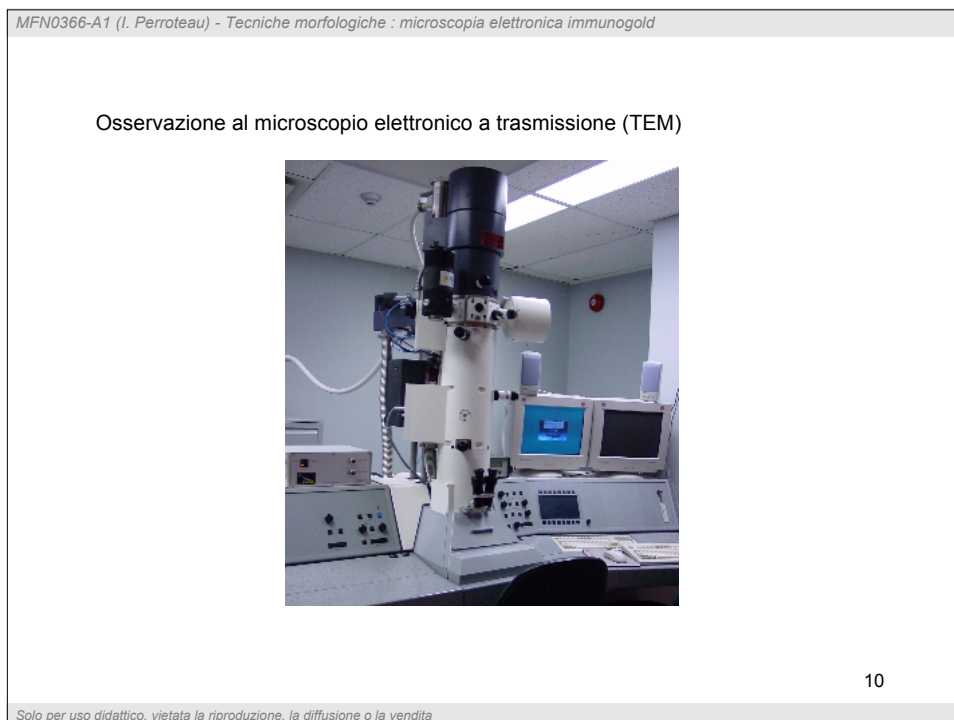 MFN0366-A1 (I. Perroteau) - Tecniche morfologiche : microscopia elettronica immunogold
Osservazione al microscopio elettronico a trasmissione (TEM)
10
Solo per uso didattico, vietata la riproduzione, la diffusione o la vendita